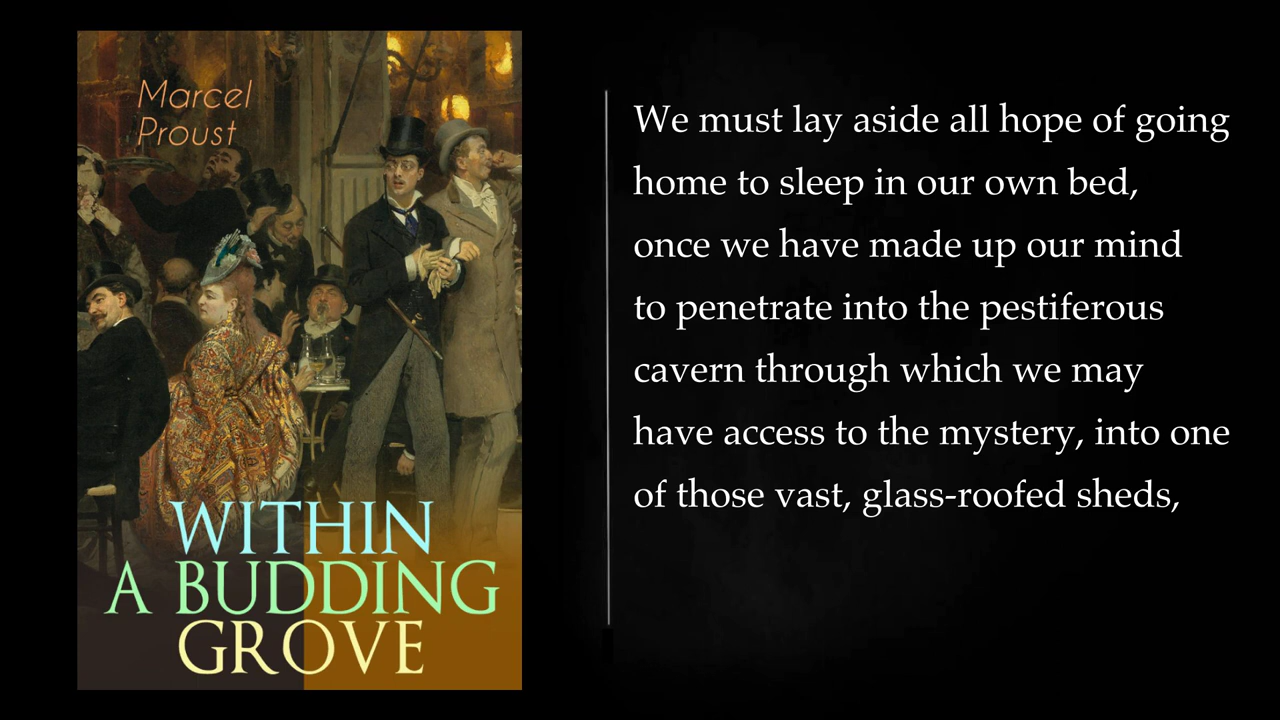 Marcel
Proust
WITHIN
A BUDDING
GROVE
We must lay aside all hope of going
home to sleep in our own bed,
once we have made up our mind
to penetrate into the pestiferous
cavern through which we may
have access to the mystery, into one
of those vast, glass-roofed sheds,